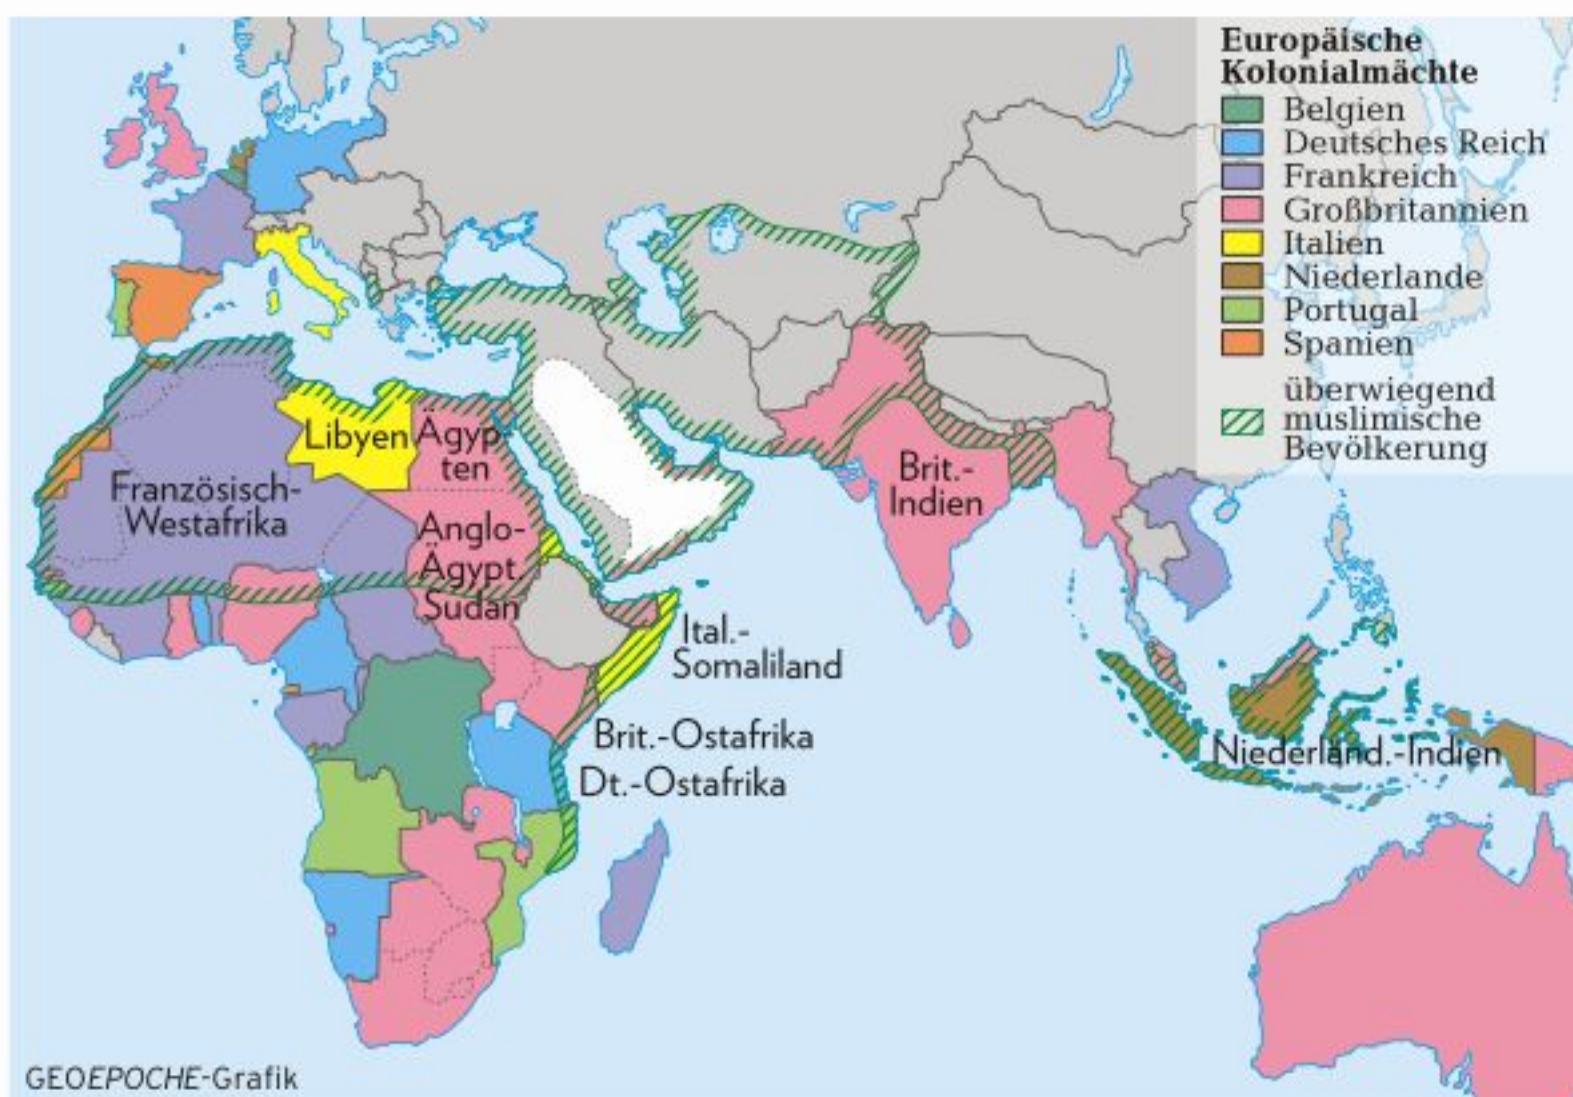 Europäische
Kolonialmächte
Belgien
Deutsches Reich
Frankreich
Großbritannien
Italien
Niederlande
Portugal
Spanien
überwiegend
muslimische
Bevölkerung
Libyen
Ägyp-
ten
Französisch-
Westafrika
Anglo-
Ägypt.
Sudan
Brit.-
Indien
Ital.-
Somaliland
Brit.-Ostafrika
Dt.-Ostafrika
Niederländ.-Indien
GEOEPOCHE-Grafik